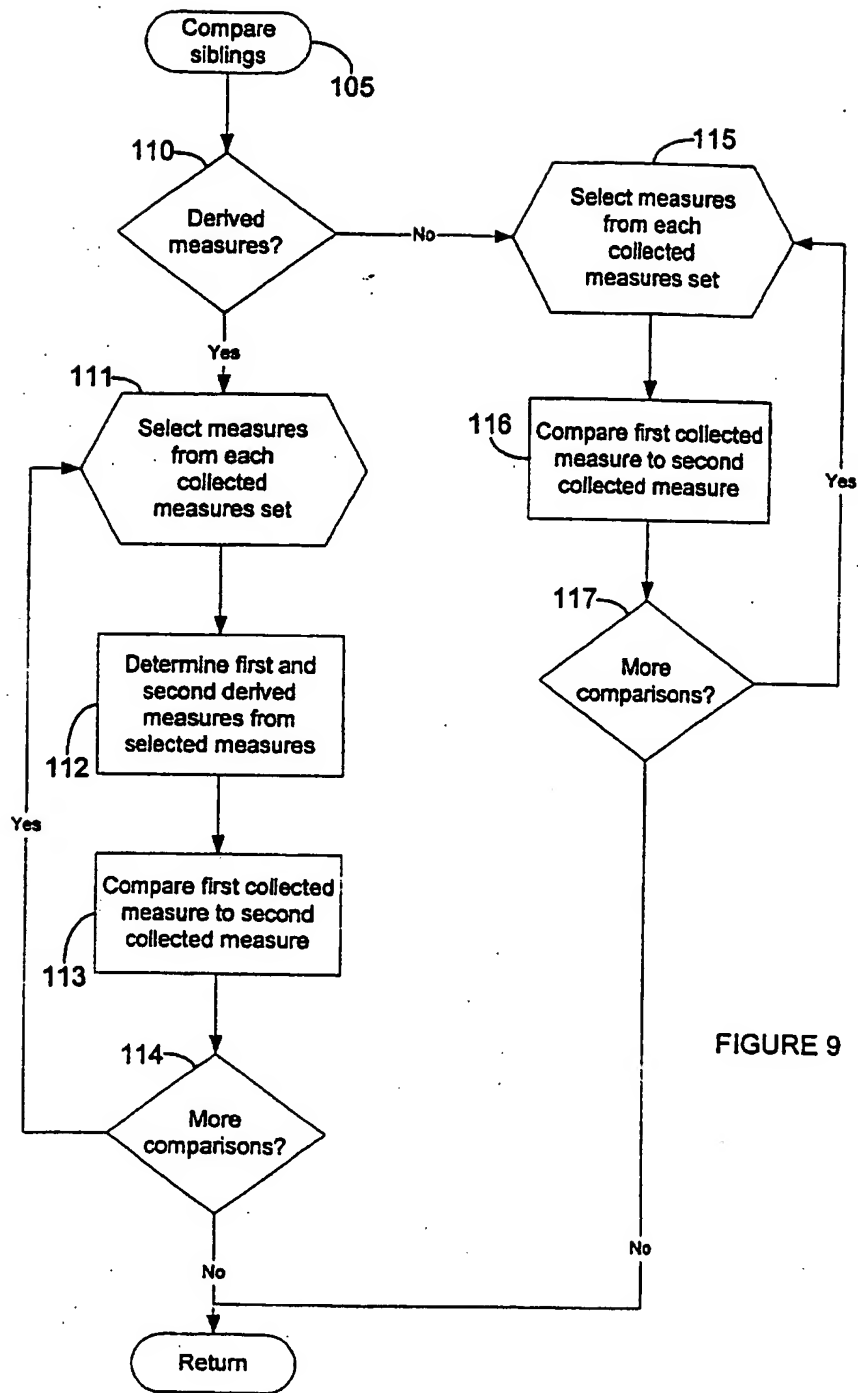 Compare
siblings
105
110
Derived
measures?
No
Yes
115
Select measures
from each
collected
measures set
111
Select measures
from each
collected
measures set
116
Compare first collected
measure to second
collected measure
Yes
117
More
comparisons?
No
112
Determine first and
second derived
measures from
selected measures
Yes
113
Compare first collected
measure to second
collected measure
114
More
comparisons?
No
Return
FIGURE 9